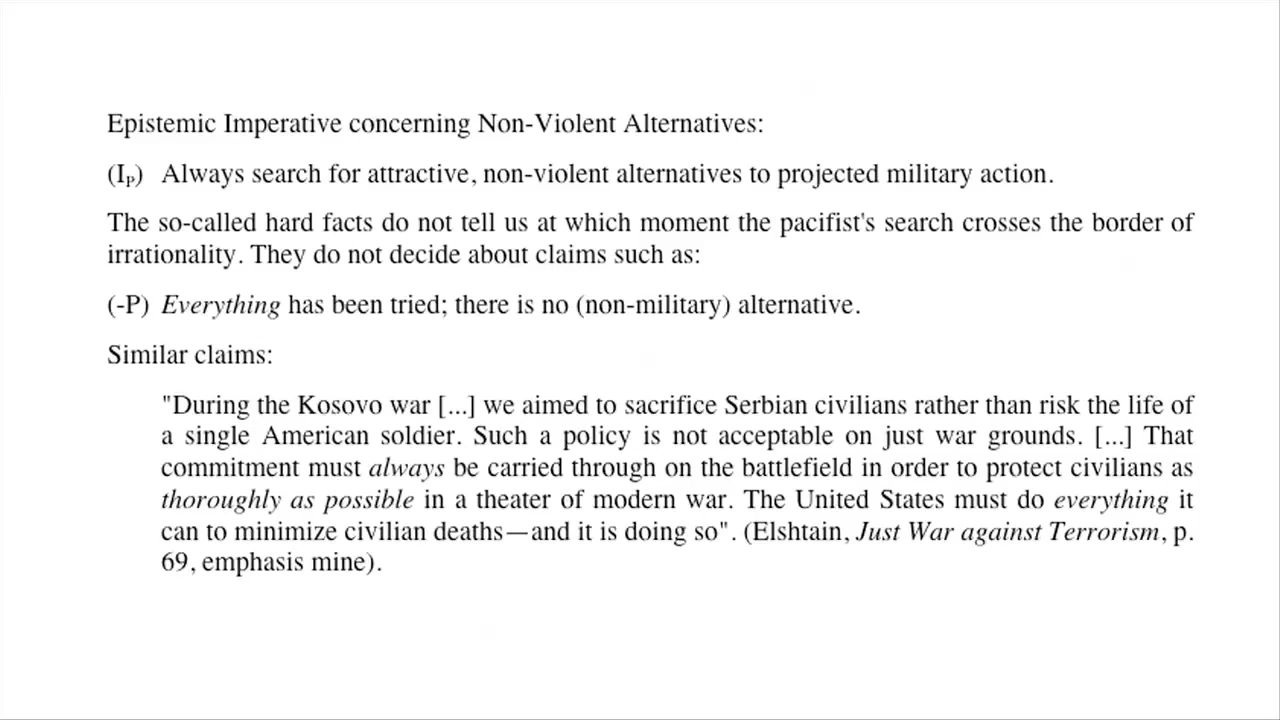 Epistemic Imperative concerning Non-Violent Alternatives:
(Iₚ) Always search for attractive, non-violent alternatives to projected military action.
The so-called hard facts do not tell us at which moment the pacifist's search crosses the border of
irrationality. They do not decide about claims such as:
(-P) Everything has been tried; there is no (non-military) alternative.
Similar claims:
"During the Kosovo war [...] we aimed to sacrifice Serbian civilians rather than risk the life of
a single American soldier. Such a policy is not acceptable on just war grounds. [...] That
commitment must always be carried through on the battlefield in order to protect civilians as
thoroughly as possible in a theater of modern war. The United States must do everything it
can to minimize civilian deaths—and it is doing so". (Elshtain, Just War against Terrorism, p.
69, emphasis mine).